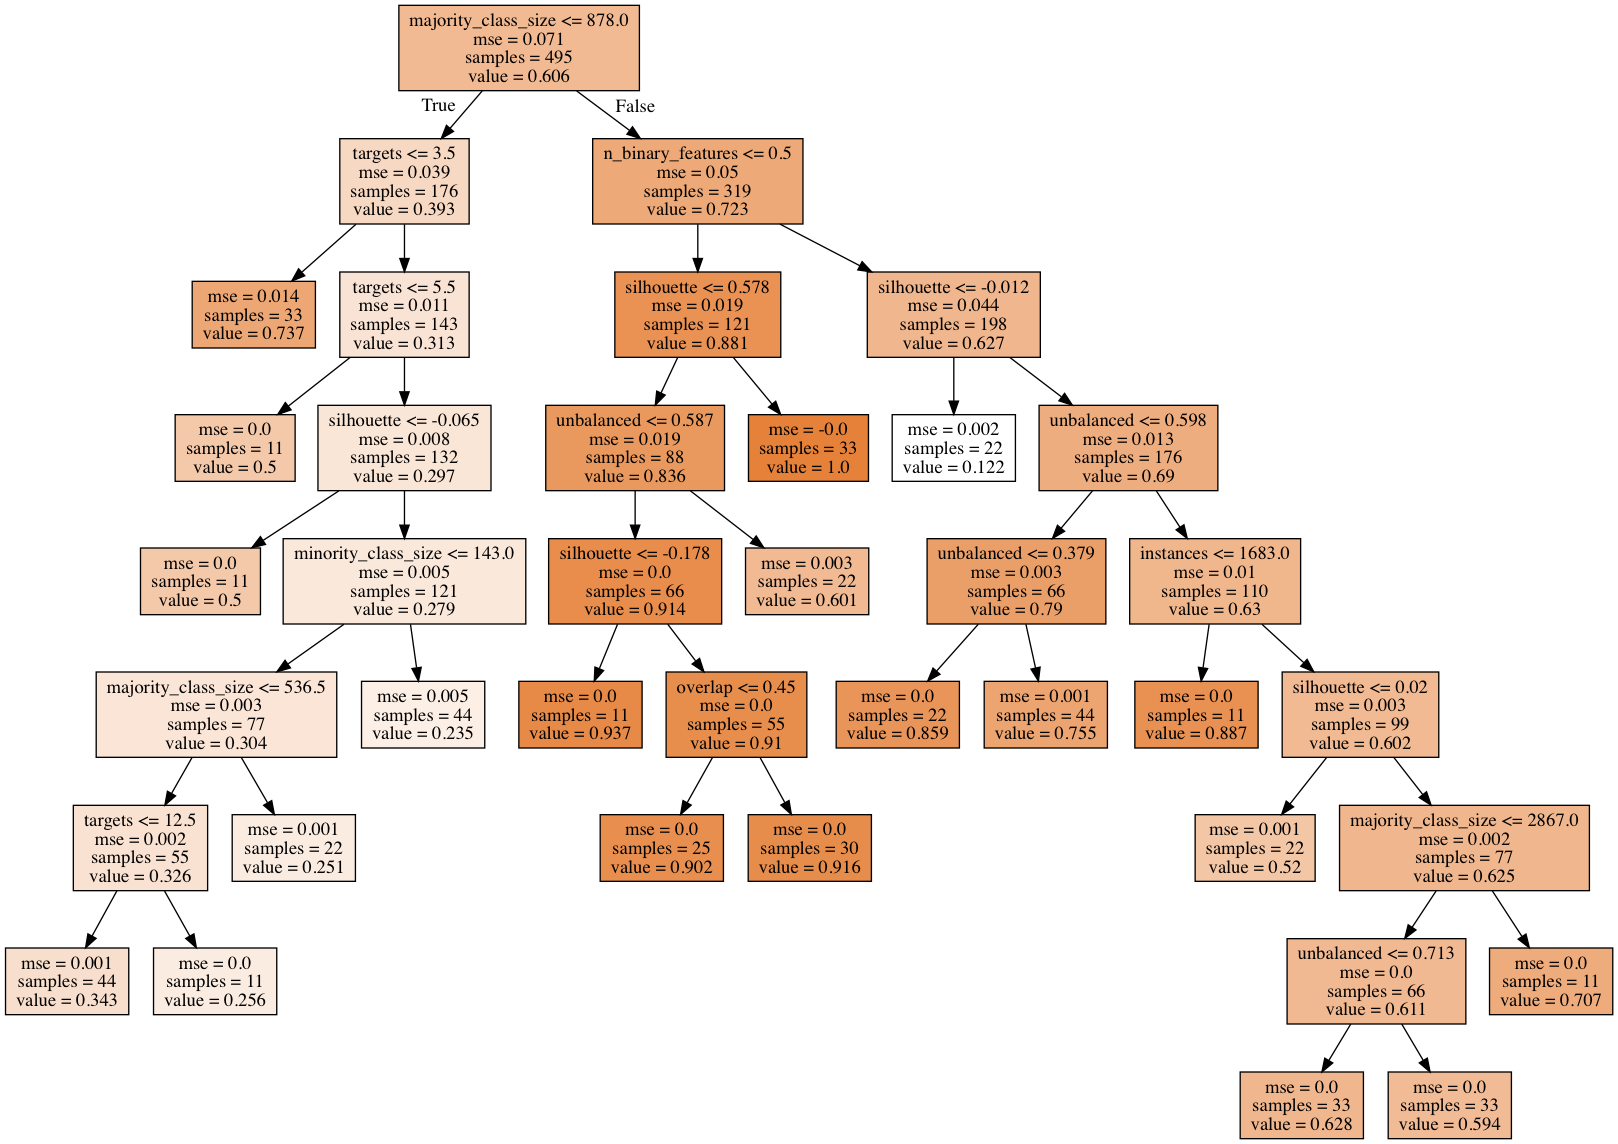 majority_class_size <= 878.0
mse = 0.071
samples = 495
value = 0.606
True
False
targets <= 3.5
mse = 0.039
samples = 176
value = 0.393
n_binary_features <= 0.5
mse = 0.05
samples = 319
value = 0.723
mse = 0.014
samples = 33
value = 0.737
targets <= 5.5
mse = 0.011
samples = 143
value = 0.313
silhouette <= 0.578
mse = 0.019
samples = 121
value = 0.881
silhouette <= -0.012
mse = 0.044
samples = 198
value = 0.627
mse = 0.0
samples = 11
value = 0.5
silhouette <= -0.065
mse = 0.008
samples = 132
value = 0.297
unbalanced <= 0.587
mse = 0.019
samples = 88
value = 0.836
mse = -0.0
samples = 33
value = 1.0
mse = 0.002
samples = 22
value = 0.122
unbalanced <= 0.598
mse = 0.013
samples = 176
value = 0.69
mse = 0.0
samples = 11
value = 0.5
minority_class_size <= 143.0
mse = 0.005
samples = 121
value = 0.279
silhouette <= -0.178
mse = 0.0
samples = 66
value = 0.914
mse = 0.003
samples = 22
value = 0.601
unbalanced <= 0.379
mse = 0.003
samples = 66
value = 0.79
instances <= 1683.0
mse = 0.01
samples = 110
value = 0.63
majority_class_size <= 536.5
mse = 0.003
samples = 77
value = 0.304
mse = 0.005
samples = 44
value = 0.235
mse = 0.0
samples = 11
value = 0.937
overlap <= 0.45
mse = 0.0
samples = 55
value = 0.91
mse = 0.0
samples = 22
value = 0.859
mse = 0.001
samples = 44
value = 0.755
mse = 0.0
samples = 11
value = 0.887
silhouette <= 0.02
mse = 0.003
samples = 99
value = 0.602
targets <= 12.5
mse = 0.002
samples = 55
value = 0.326
mse = 0.001
samples = 22
value = 0.251
mse = 0.0
samples = 25
value = 0.902
mse = 0.0
samples = 30
value = 0.916
mse = 0.001
samples = 22
value = 0.52
majority_class_size <= 2867.0
mse = 0.002
samples = 77
value = 0.625
mse = 0.001
samples = 44
value = 0.343
mse = 0.0
samples = 11
value = 0.256
unbalanced <= 0.713
mse = 0.0
samples = 66
value = 0.611
mse = 0.0
samples = 11
value = 0.707
mse = 0.0
samples = 33
value = 0.628
mse = 0.0
samples = 33
value = 0.594